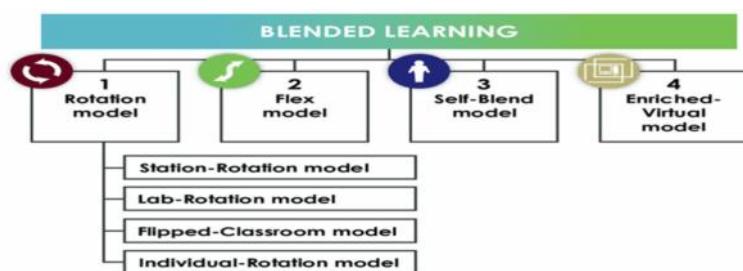 BLENDED LEARNING
1
Rotation
model
2
Flex
model
3
Self-Blend
model
4
Enriched-
Virtual
model
Station-Rotation model
Lab-Rotation model
Flipped-Classroom model
Individual-Rotation model